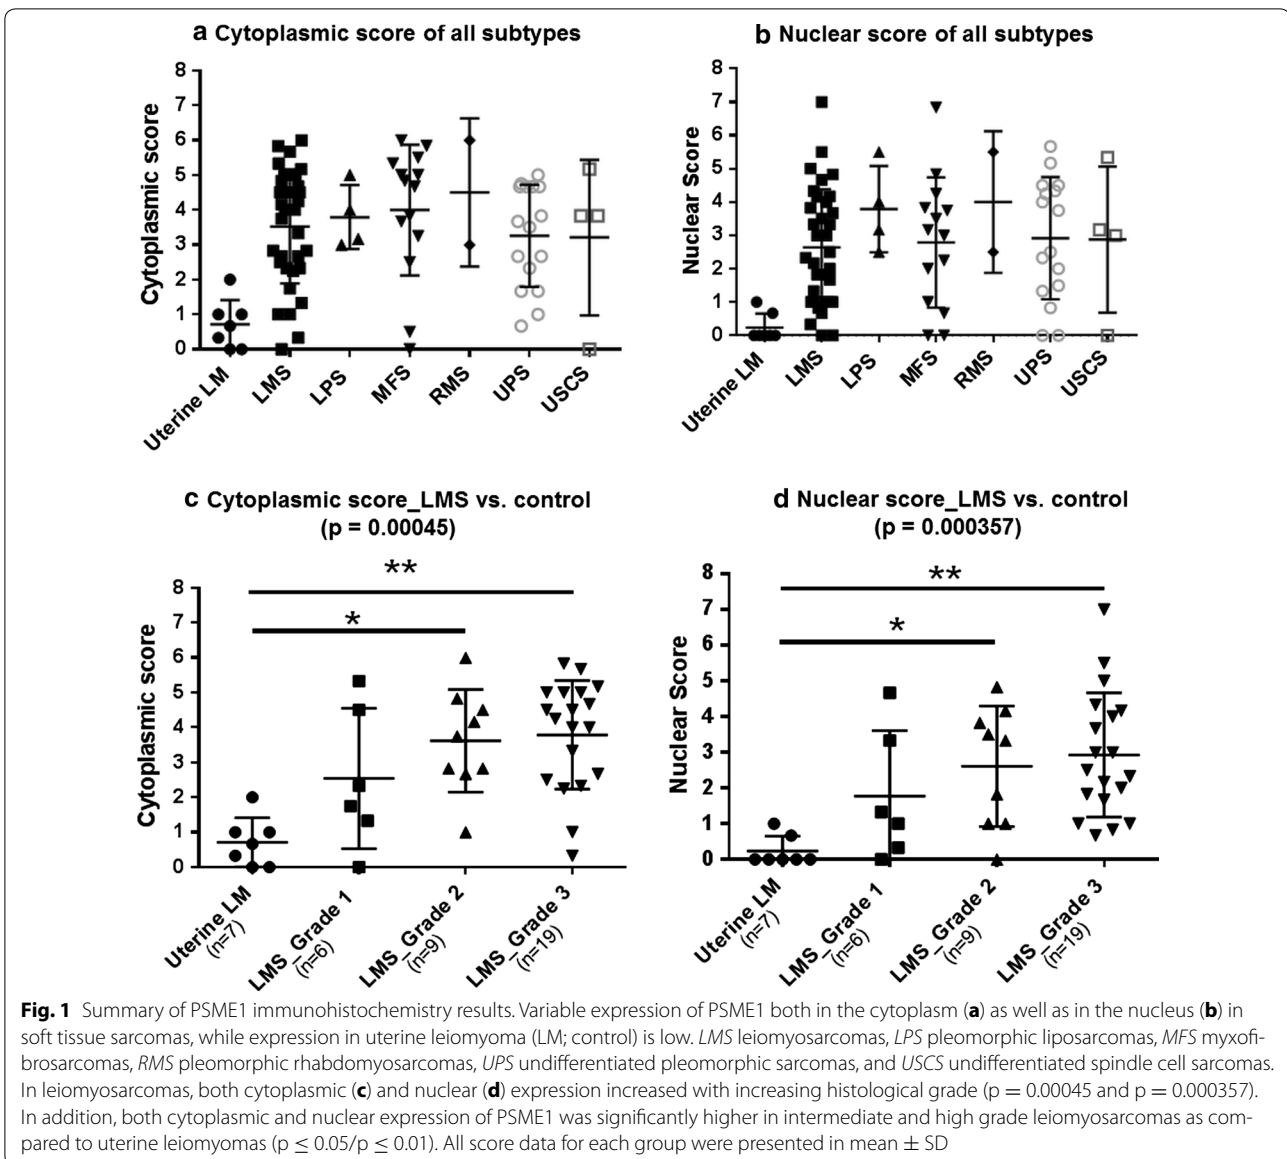 a Cytoplasmic score of all subtypes
Cytoplasmic score
8
7
6
5
4
3
2
1
0
Uterine LM
LMS
LPS
MFS
RMS
UPS
USCS
b Nuclear score of all subtypes
Nuclear Score
8
7
6
5
4
3
2
1
0
Uterine LM
LMS
LPS
MFS
RMS
UPS
USCS
c Cytoplasmic score_LMS vs. control
(p = 0.00045)
**
*
Cytoplasmic score
8
7
6
5
4
3
2
1
0
Uterine LM
(n=7)
LMS_Grade 1
(n=6)
LMS_Grade 2
(n=9)
LMS_Grade 3
(n=19)
d Nuclear score_LMS vs. control
(p = 0.000357)
**
*
Nuclear Score
8
7
6
5
4
3
2
1
0
Uterine LM
(n=7)
LMS_Grade 1
(n=6)
LMS_Grade 2
(n=9)
LMS_Grade 3
(n=19)
Fig. 1 Summary of PSME1 immunohistochemistry results. Variable expression of PSME1 both in the cytoplasm (a) as well as in the nucleus (b) in
soft tissue sarcomas, while expression in uterine leiomyoma (LM; control) is low. LMS leiomyosarcomas, LPS pleomorphic liposarcomas, MFS myxofi-
brosarcomas, RMS pleomorphic rhabdomyosarcomas, UPS undifferentiated pleomorphic sarcomas, and USCS undifferentiated spindle cell sarcomas.
In leiomyosarcomas, both cytoplasmic (c) and nuclear (d) expression increased with increasing histological grade (p = 0.00045 and p = 0.000357).
In addition, both cytoplasmic and nuclear expression of PSME1 was significantly higher in intermediate and high grade leiomyosarcomas as com-
pared to uterine leiomyomas (p ≤ 0.05/p ≤ 0.01). All score data for each group were presented in mean ± SD